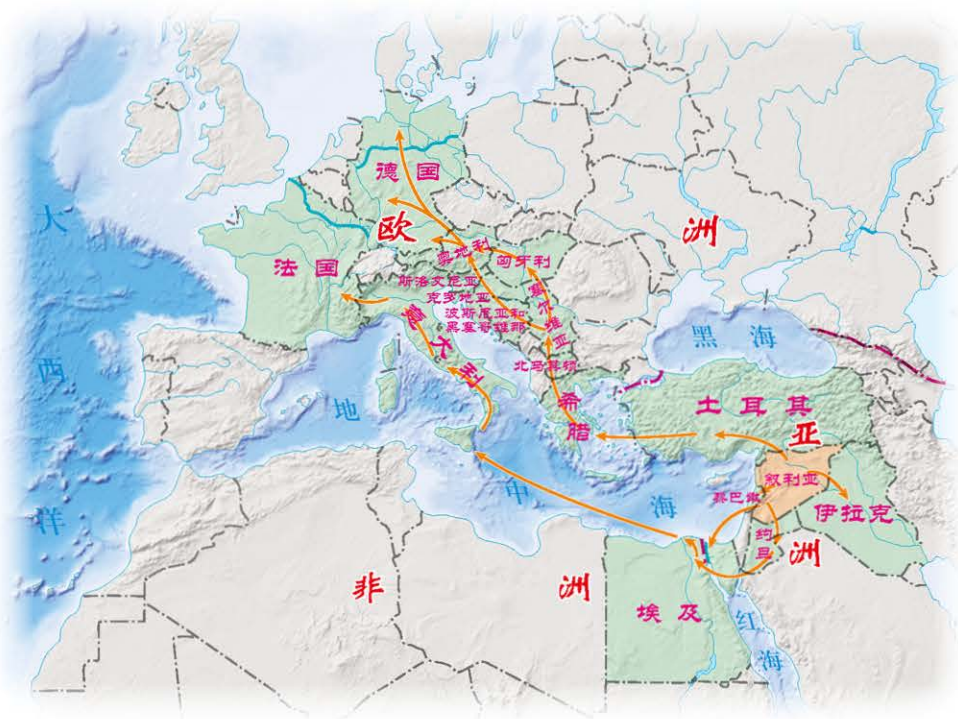 德国
欧洲
大西洋
法国
奥地利
匈牙利
斯洛文尼亚
克罗地亚
波斯尼亚和
黑塞哥维那
塞尔维亚
意大利
北马其顿
黑海
希腊
土耳其
亚洲
地中海
叙利亚
黎巴嫩
伊拉克
约旦
非洲
埃及
红海